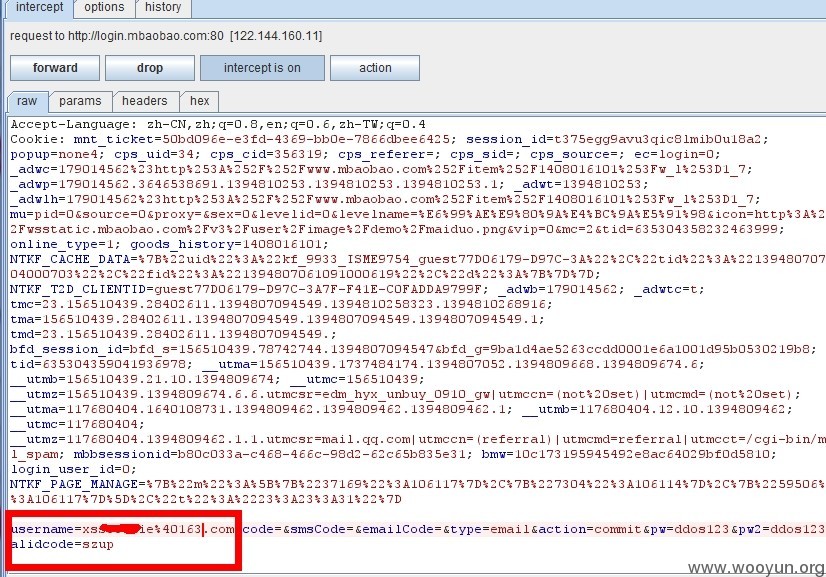 intercept options history
request to http://login.mbaobao.com:80 [122.144.160.11]
forward drop intercept is on action
raw params headers hex
Accept-Language: zh-CN,zh;q=0.8,en;q=0.6,zh-TW;q=0.4
Cookie: mnt_ticket=50bd096e-e3fd-4369-bb0e-7866dbee6425; session_id=t375egg9avu3qic8lmib0u18a2;
popup=none4; cps_uid=34; cps_cid=356319; cps_referer=; cps_sid=; cps_source=; ec=login=0;
_adwc=179014562%23http%253A%252F%252Fwww.mbaobao.com%252Fitem%252F1408016101%253Fw_l%253D1_7;
_adwp=179014562.3646538691.1394810253.1394810253.1394810253.1; _adwt=1394810253;
_adwlh=179014562%23http%253A%252F%252Fwww.mbaobao.com%252Fitem%252F1408016101%253Fw_l%253D1_7;
mu=pid=0&source=0&proxy=&sex=0&levelid=0&levelname=%E6%99%AE%E9%80%9A%E4%BC%9A%E5%91%98&icon=http%3A%2
2Fwsstatic.mbaobao.com%2Fv3%2Fuser%2Fimage%2Fdemo%2Fmaiduo.png&vip=0&mc=2&tid=635304358232463999;
online_type=1; goods_history=1408016101;
NTKF_CACHE_DATA=%7B%22uid%22%3A%22kf_9933_ISME9754_guest77D06179-D97C-3A%22%2C%22tid%22%3A%22139480707
04000703%22%2C%22fid%22%3A%221394807061091000619%22%2C%22d%22%3A%7B%7D%7D;
NTKF_T2D_CLIENTID=guest77D06179-D97C-3A7F-F41E-C0FADDA9799F; _adwb=179014562; _adwtc=t;
tmc=23.156510439.28402611.1394807094549.1394810258323.1394810268916;
tma=156510439.28402611.1394807094549.1394807094549.1394807094549.1;
tmd=23.156510439.28402611.1394807094549.;
bfd_session_id=bfd_s=156510439.78742744.1394807094547&bfd_g=9ba1d4ae5263ccdd0001e6a1001d95b0530219b8;
tid=635304359041936978; __utma=156510439.1737484174.1394807052.1394809668.1394809674.6;
__utmb=156510439.21.10.1394809674; __utmc=156510439;
__utmz=156510439.1394809674.6.6.utmcsr=edm_hyx_unbuy_0910_gw|utmccn=(not%20set)|utmcmd=(not%20set);
__utma=117680404.1640108731.1394809462.1394809462.1394809462.1; __utmb=117680404.12.10.1394809462;
__utmc=117680404;
__utmz=117680404.1394809462.1.1.utmcsr=mail.qq.com|utmccn=(referral)|utmcmd=referral|utmcct=/cgi-bin/m
l_spam; mbbsessionid=b80c033a-c468-466c-98d2-62c65b835e31; bmw=10c173195945492e8ac64029bf0d5810;
login_user_id=0;
NTKF_PAGE_MANAGE=%7B%22m%22%3A%5B%7B%2237169%22%3A106117%7D%2C%7B%227304%22%3A106114%7D%2C%7B%2259506%
%3A106117%7D%5D%2C%22t%22%3A%2223%3A23%3A31%22%7D
username=xss ie%40163.com code=&smsCode=&emailCode=&type=email&action=commit&pw=ddos123&pw2=ddos123
alidcode=szup
www.wooyun.org